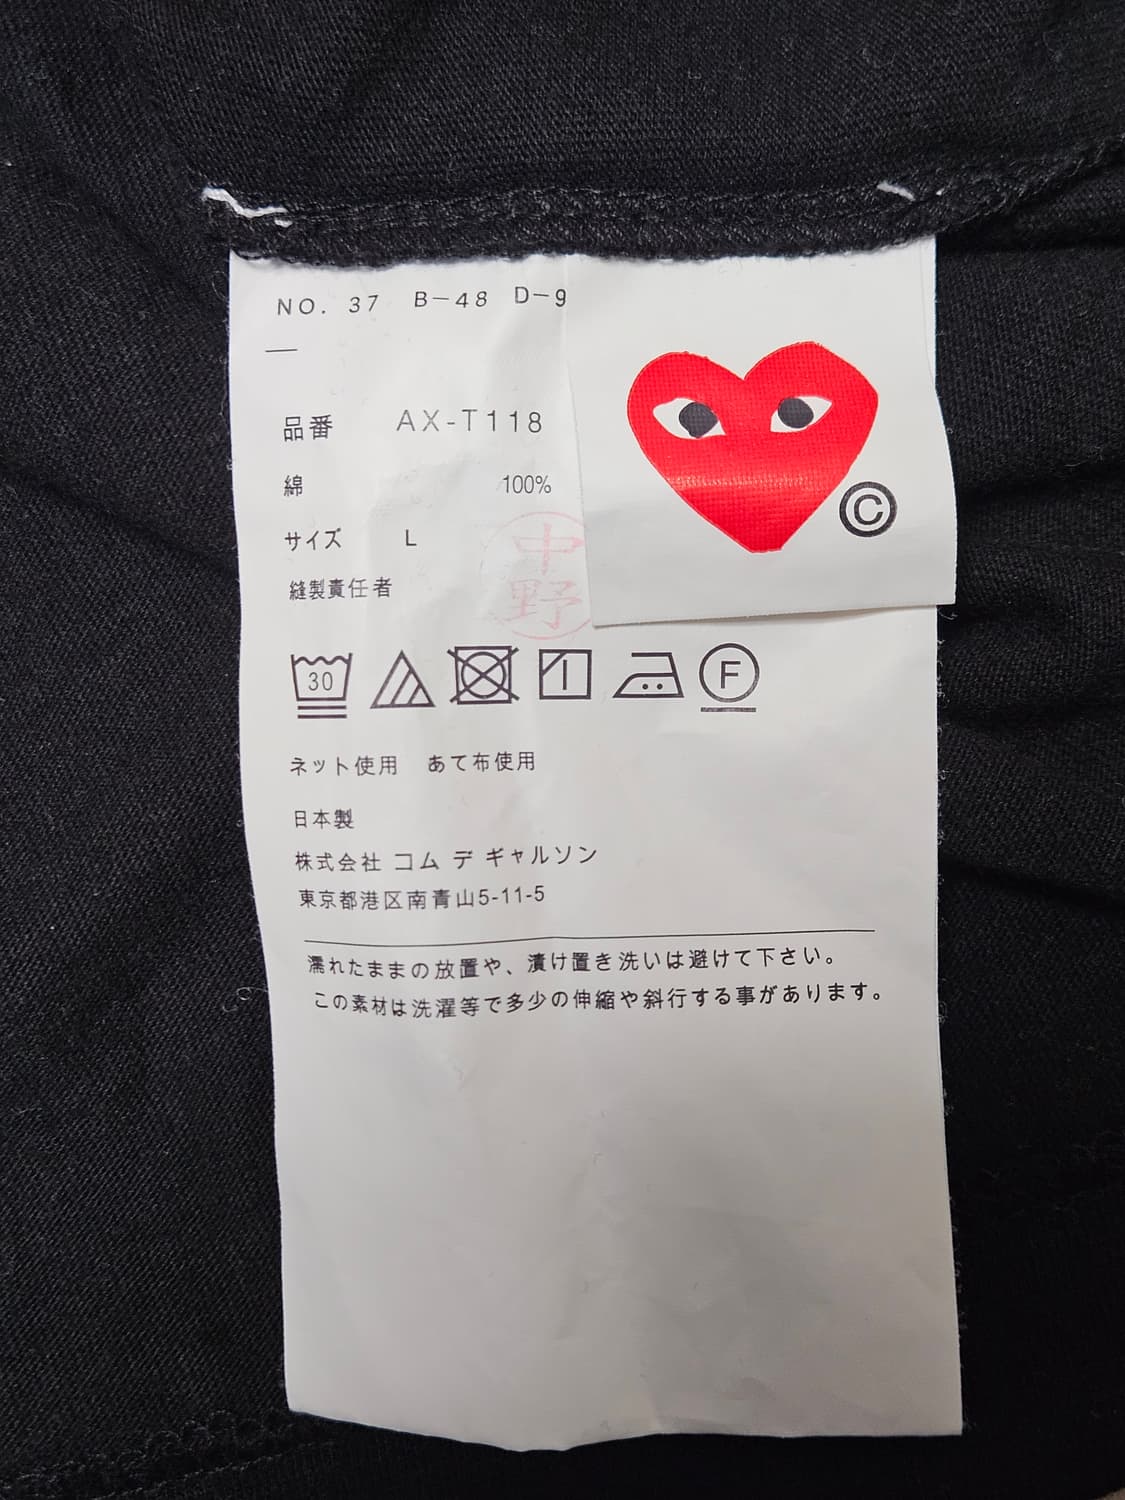 NO. 37 B-48 D-9
品番 AX-T118
綿 100%
サイズ L
縫製責任者
中野
30
F
ネット使用 あて布使用
日本製
株式会社 コム デ ギャルソン
東京都港区南青山5-11-5
濡れたままの放置や、漬け置き洗いは避けて下さい。
この素材は洗濯等で多少の伸縮や斜行する事があります。
©